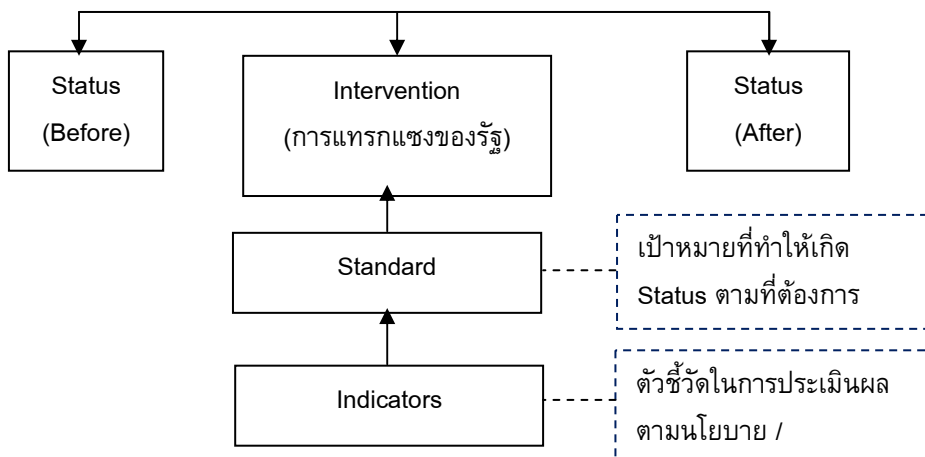 Status
(Before)
Intervention
(การแทรกแซงของรัฐ)
Status
(After)
Standard
เป้าหมายที่ทำให้เกิด
Status ตามที่ต้องการ
Indicators
ตัวชี้วัดในการประเมินผล
ตามนโยบาย /